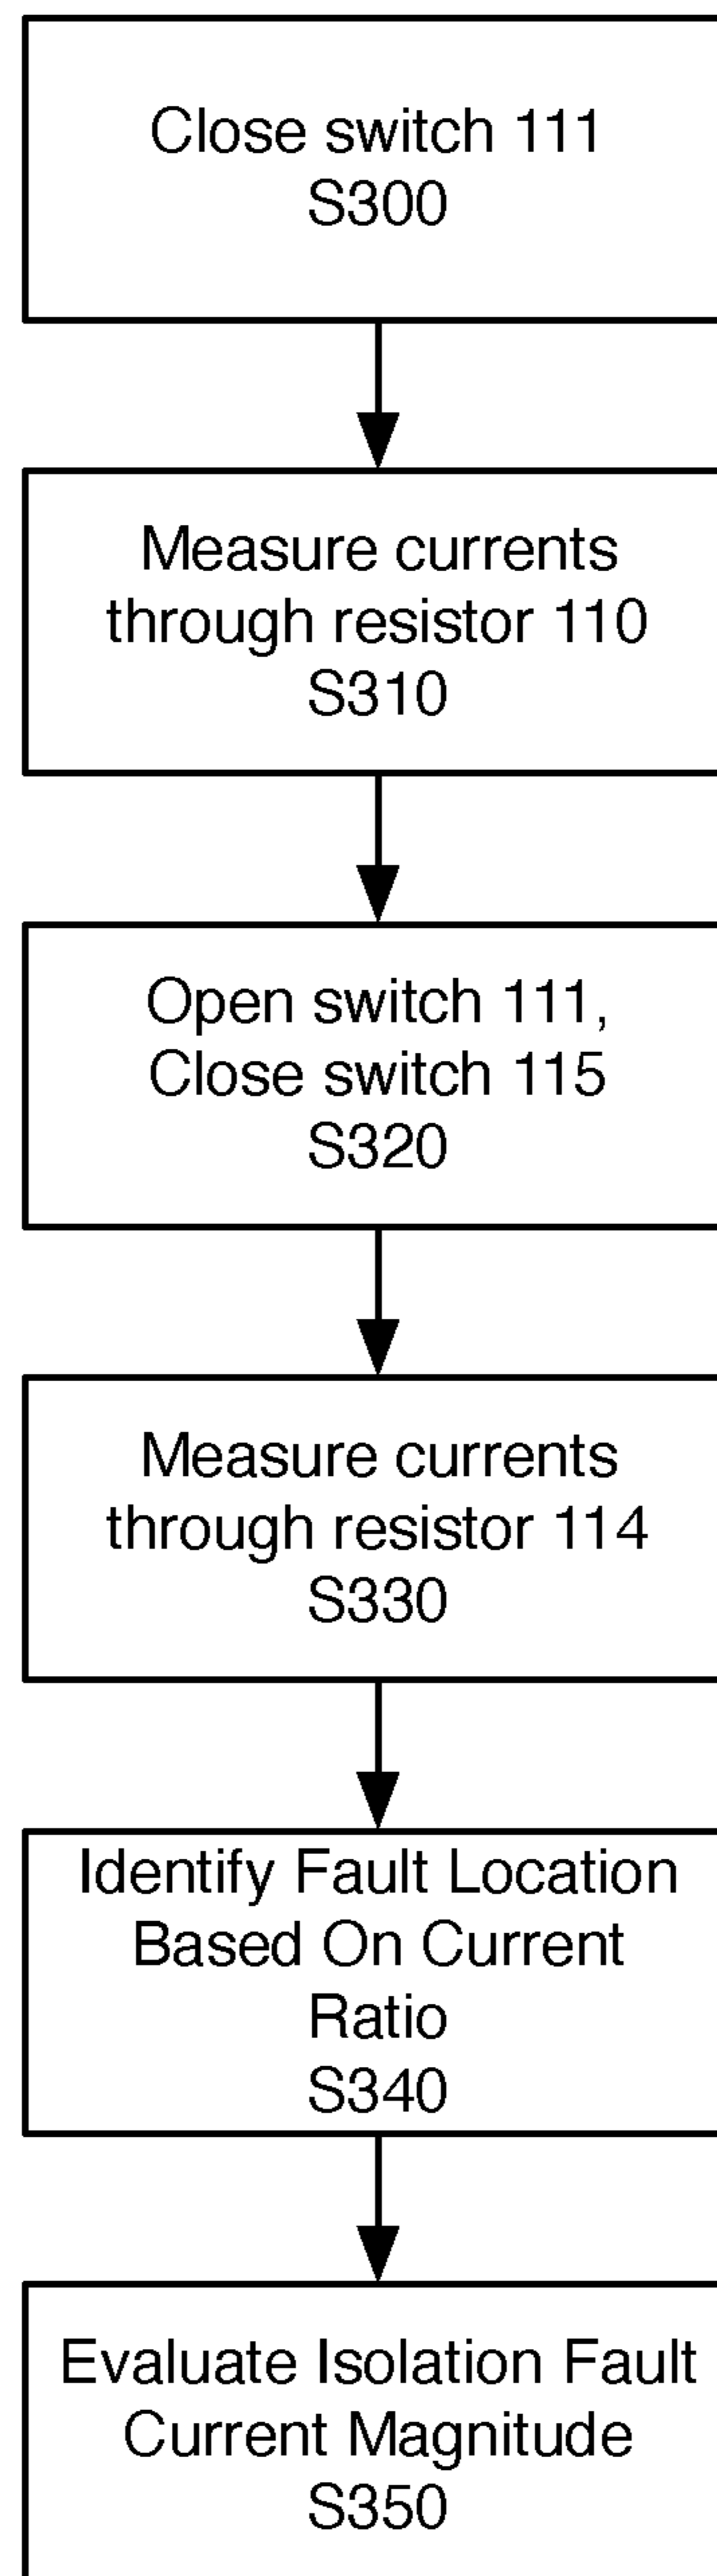 Close switch 111
S300
Measure currents
through resistor 110
S310
Open switch 111,
Close switch 115
S320
Measure currents
through resistor 114
S330
Identify Fault Location
Based On Current
Ratio
S340
Evaluate Isolation Fault
Current Magnitude
S350